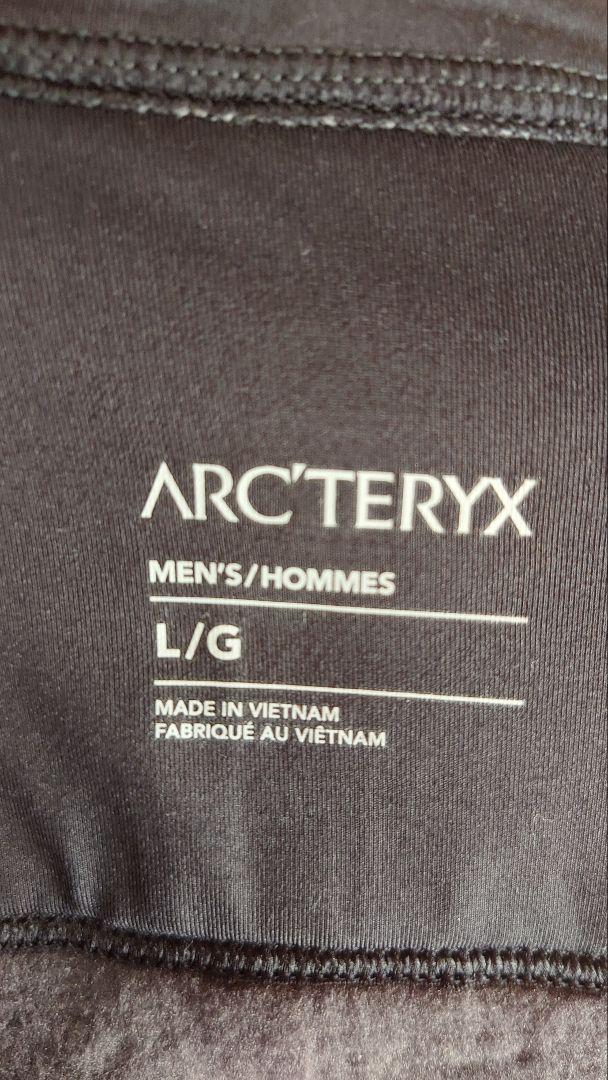 ARC'TERYX
MEN'S/HOMMES
L/G
MADE IN VIETNAM
FABRIQUÉ AU VIÊTNAM